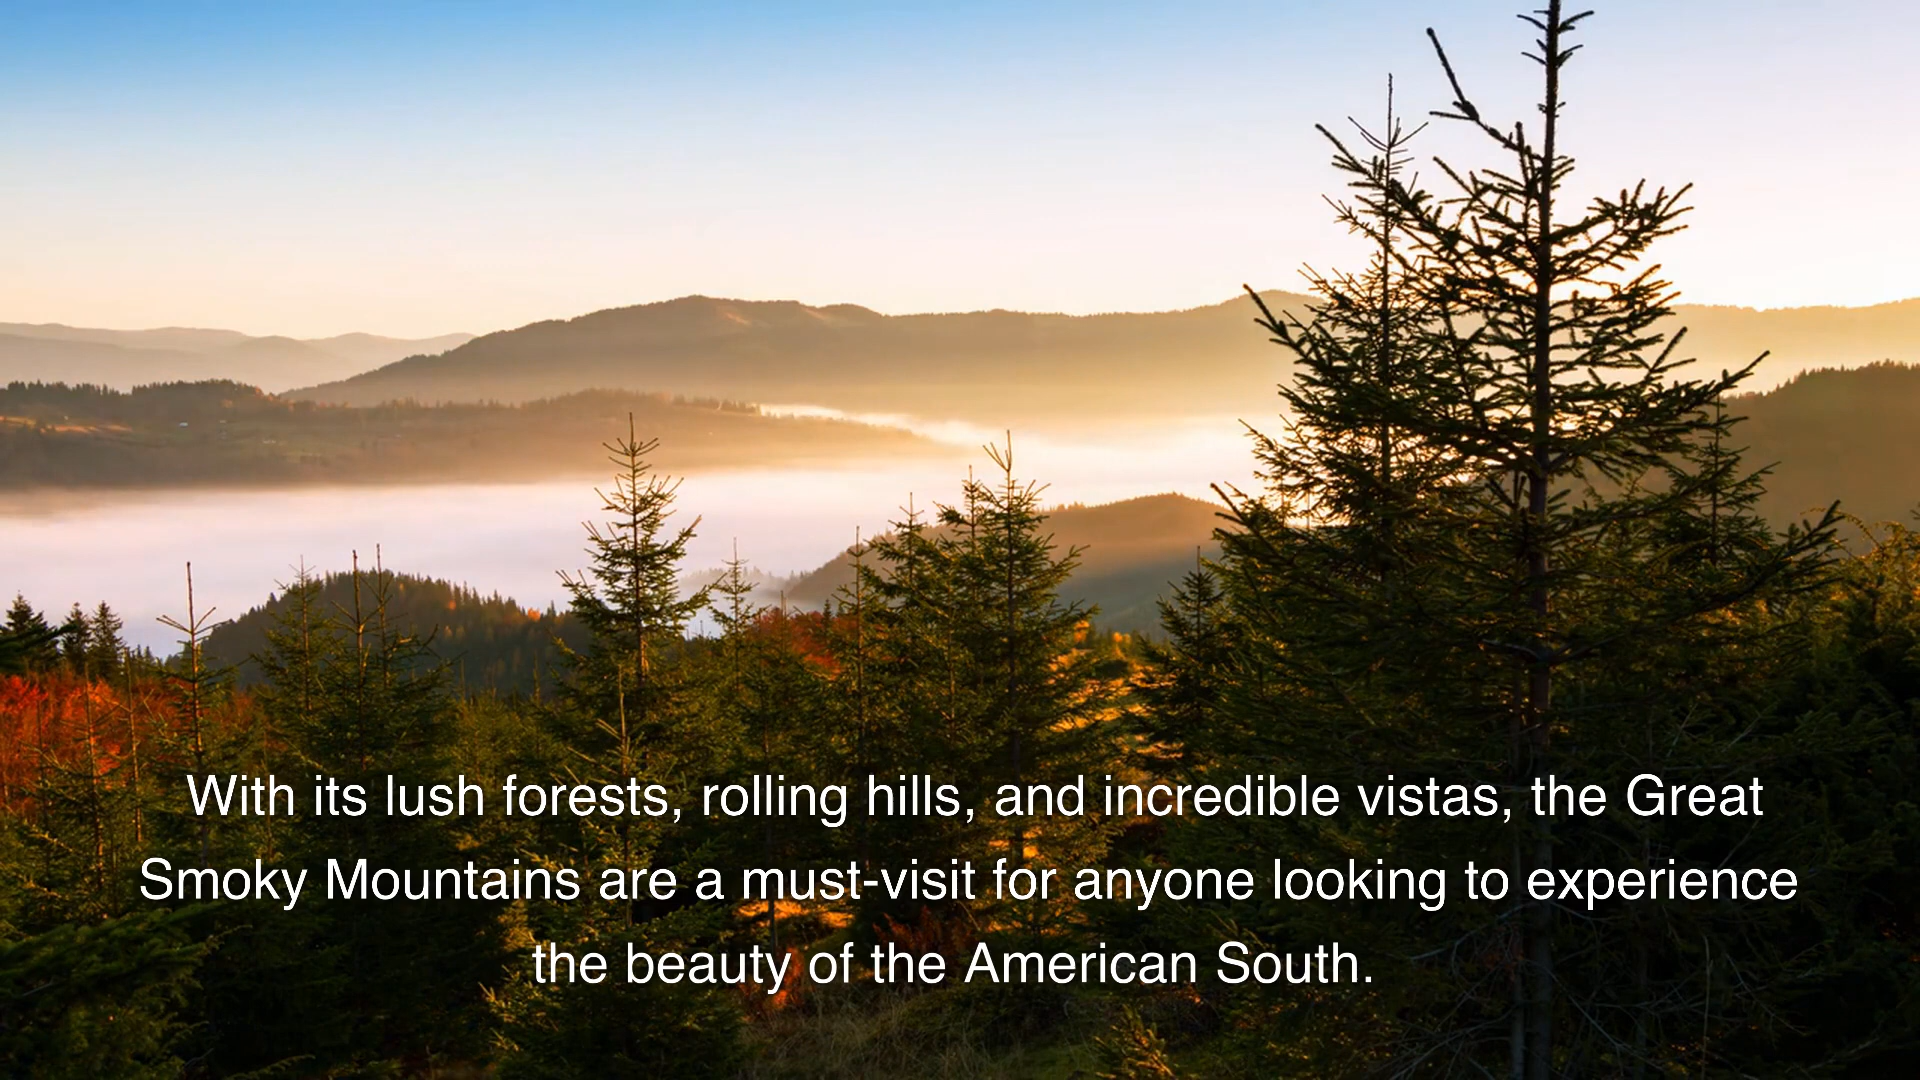 With its lush forests, rolling hills, and incredible vistas, the Great
Smoky Mountains are a must-visit for anyone looking to experience
the beauty of the American South.